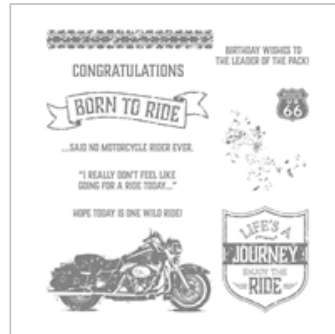 BIRTHDAY WISHES TO
THE LEADER OF THE PACK!
CONGRATULATIONS
BORN TO RIDE
66
...SAID NO MOTORCYCLE RIDER EVER.
"I REALLY DON'T FEEL LIKE
GOING FOR A RIDE TODAY..."
HOPE TODAY IS ONE WILD RIDE!
LIFE'S A
JOURNEY
ENJOY THE
RIDE